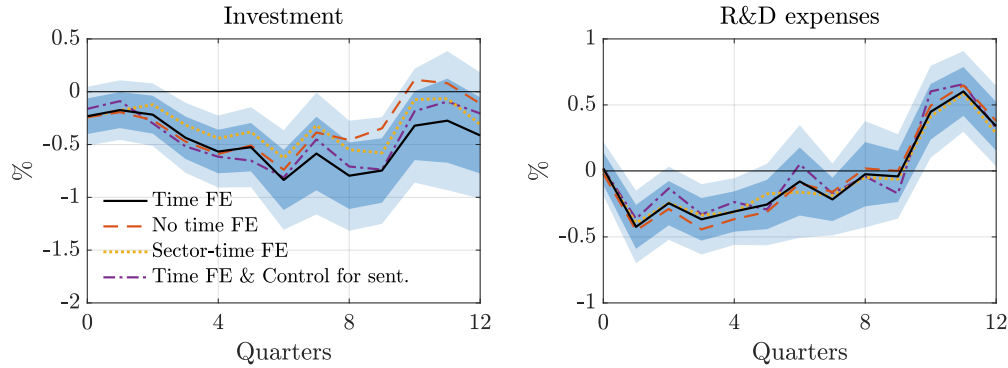 Investment
0.5
0
-0.5
-1
-1.5
-2
%
Time FE
No time FE
Sector-time FE
Time FE & Control for sent.
0 4 8 12
Quarters
R&D expenses
1
0.5
0
-0.5
-1
%
0 4 8 12
Quarters